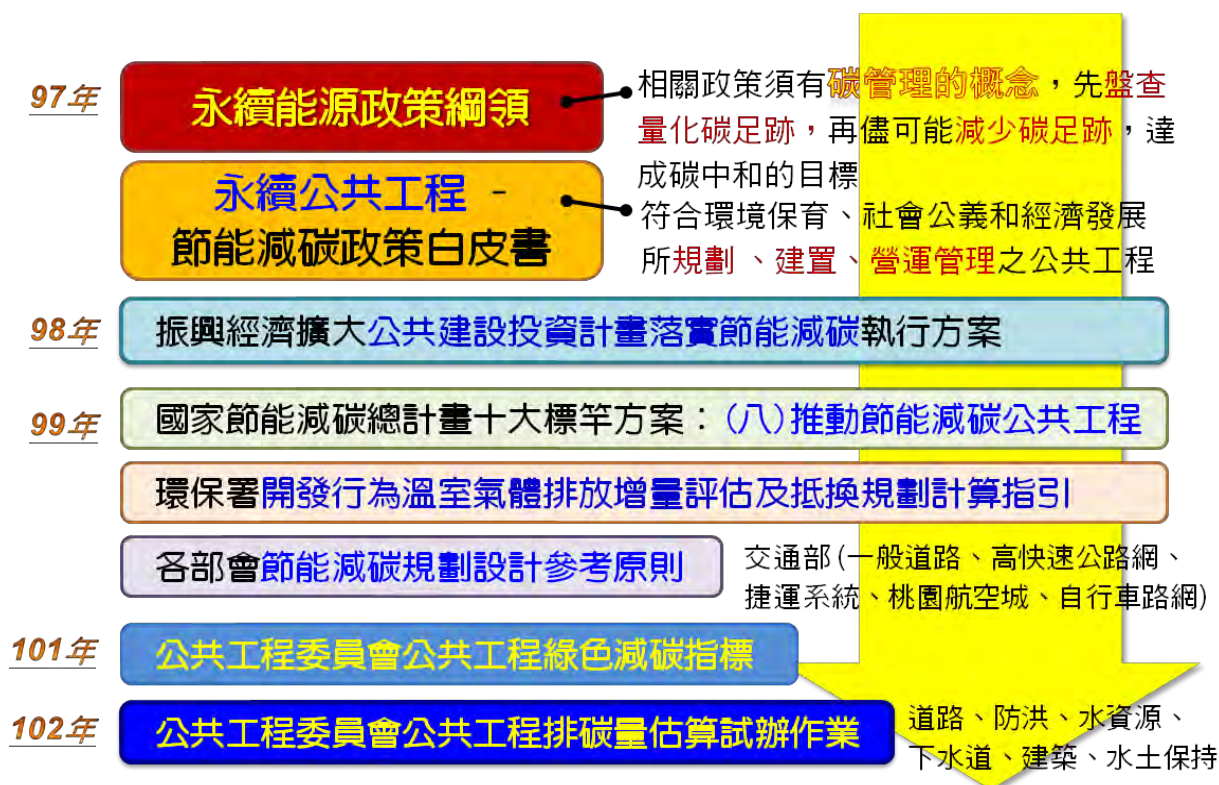 97年
永續能源政策綱領
相關政策須有碳管理的概念，先盤查
量化碳足跡，再儘可能減少碳足跡，達
成碳中和的目標
永續公共工程 -
節能減碳政策白皮書
符合環境保育、社會公義和經濟發展
所規劃、建置、營運管理之公共工程
98年
振興經濟擴大公共建設投資計畫落實節能減碳執行方案
99年
國家節能減碳總計畫十大標竿方案：(八)推動節能減碳公共工程
環保署開發行為溫室氣體排放增量評估及抵換規劃計算指引
各部會節能減碳規劃設計參考原則
交通部(一般道路、高快速公路網、
捷運系統、桃園航空城、自行車路網)
101年
公共工程委員會公共工程綠色減碳指標
102年
公共工程委員會公共工程排碳量估算試辦作業
道路、防洪、水資源、
下水道、建築、水土保持